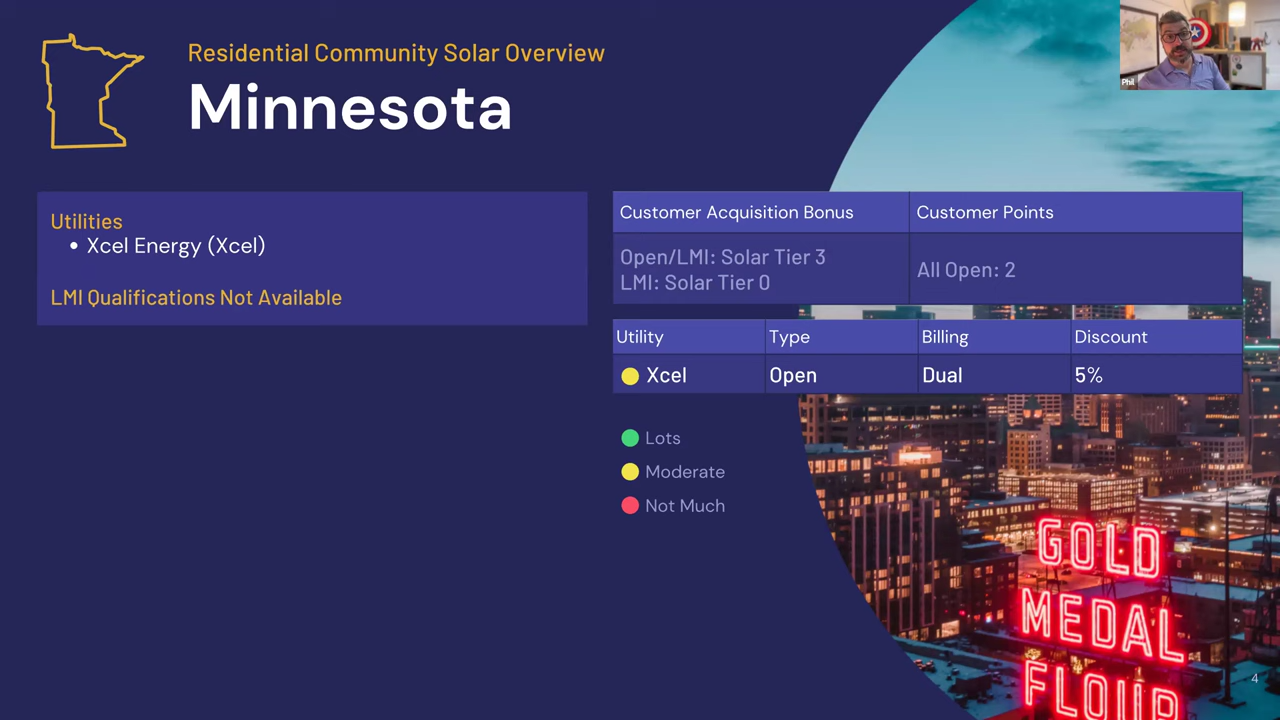 Residential Community Solar Overview
Minnesota
Utilities
• Xcel Energy (Xcel)
LMI Qualifications Not Available
Customer Acquisition Bonus
Customer Points
Open/LMI: Solar Tier 3
LMI: Solar Tier 0
All Open: 2
Utility
Type
Billing
Discount
Xcel
Open
Dual
5%
Lots
Moderate
Not Much
GOLD
MEDAL
FLOUR
Phil
4